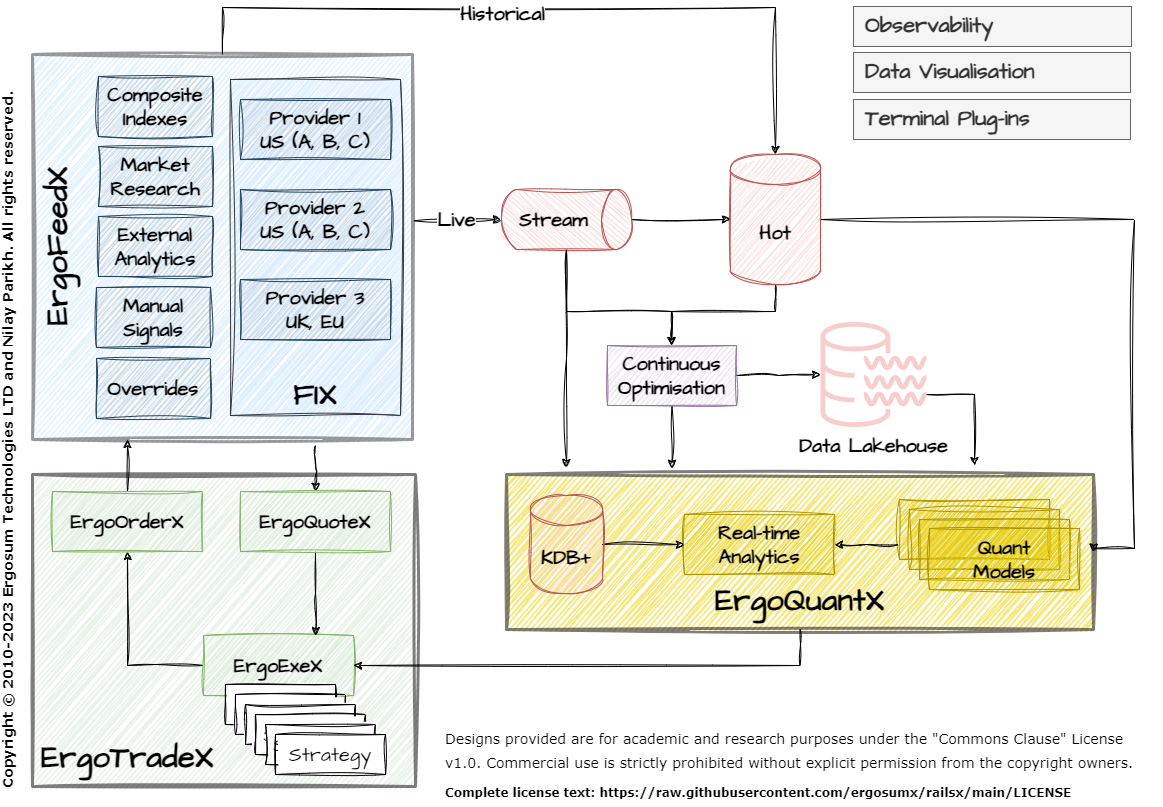 Historical
Observability
Data Visualisation
Terminal Plug-ins
Copyright © 2010-2023 Ergosum Technologies LTD and Nilay Parikh. All rights reserved.
ErgoFeedX
Composite
Indexes
Market
Research
External
Analytics
Manual
Signals
Overrides
Provider 1
US (A, B, C)
Provider 2
US (A, B, C)
Provider 3
UK, EU
FIX
Live
Stream
Hot
Continuous
Optimisation
Data Lakehouse
ErgoOrderX
ErgoQuoteX
ErgoExeX
Strategy
ErgoTradeX
KDB+
Real-time
Analytics
Quant
Models
ErgoQuantX
Designs provided are for academic and research purposes under the "Commons Clause" License
v1.0. Commercial use is strictly prohibited without explicit permission from the copyright owners.
Complete license text: https://raw.githubusercontent.com/ergosumx/railsx/main/LICENSE